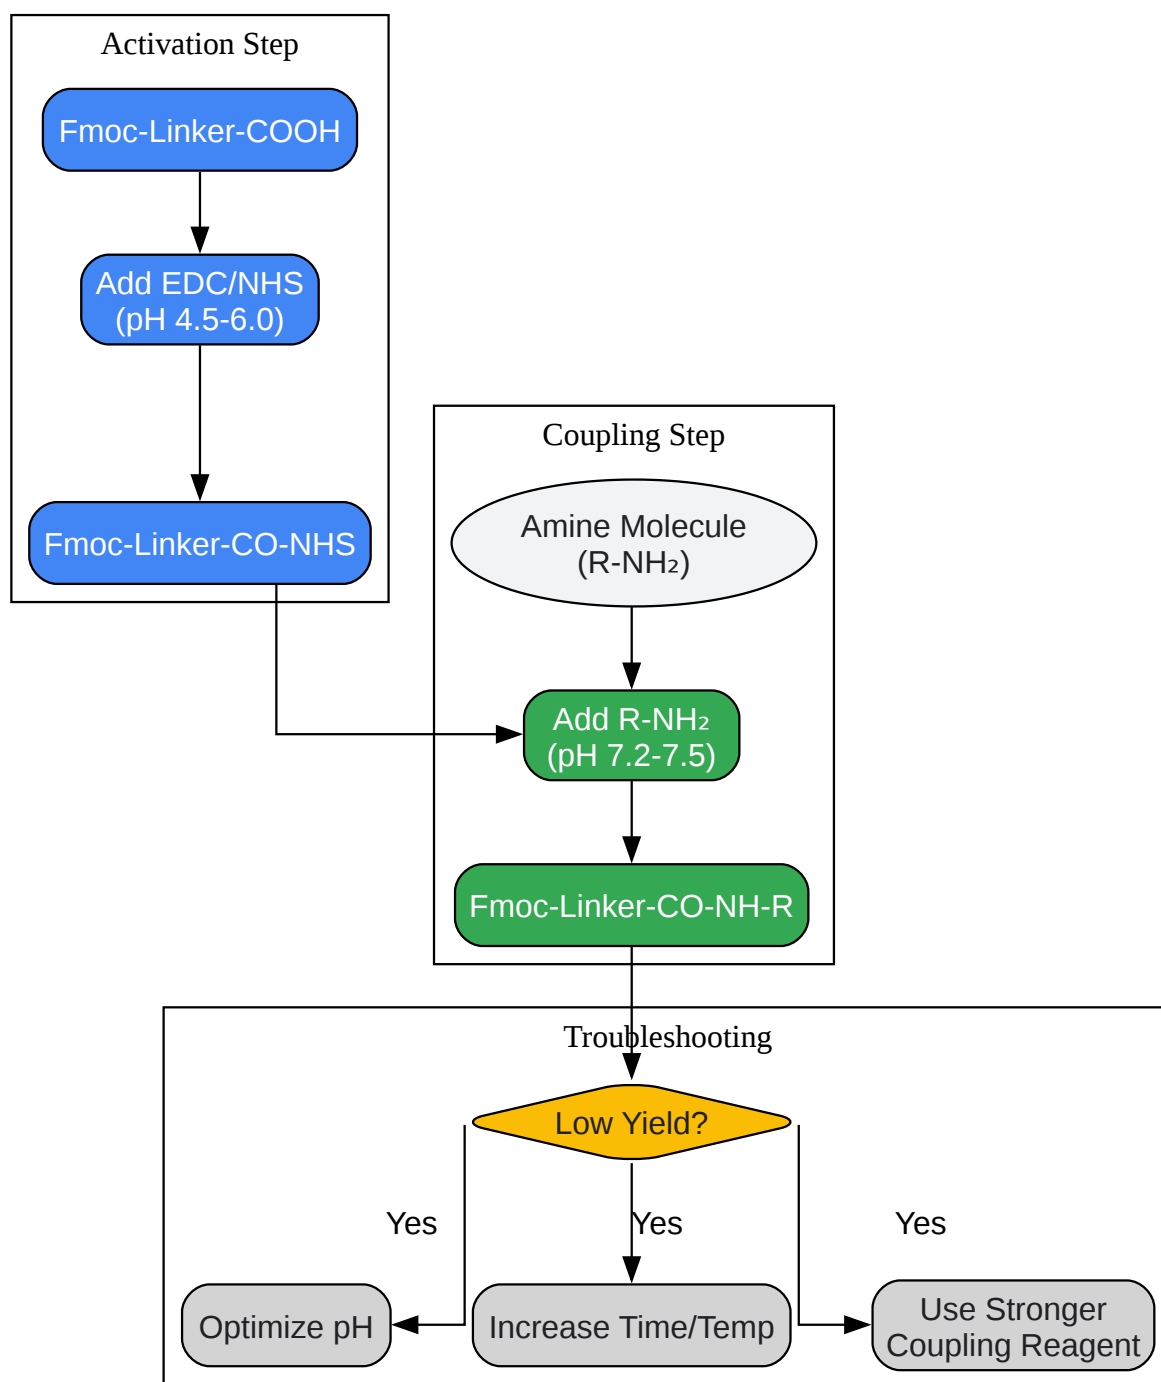 Activation Step
Fmoc-Linker-COOH
Add EDC/NHS
(pH 4.5-6.0)
Fmoc-Linker-CO-NHS
Coupling Step
Amine Molecule
(R-NH₂)
Add R-NH₂
(pH 7.2-7.5)
Fmoc-Linker-CO-NH-R
Troubleshooting
Low Yield?
Yes
Yes
Yes
Optimize pH
Increase Time/Temp
Use Stronger
Coupling Reagent